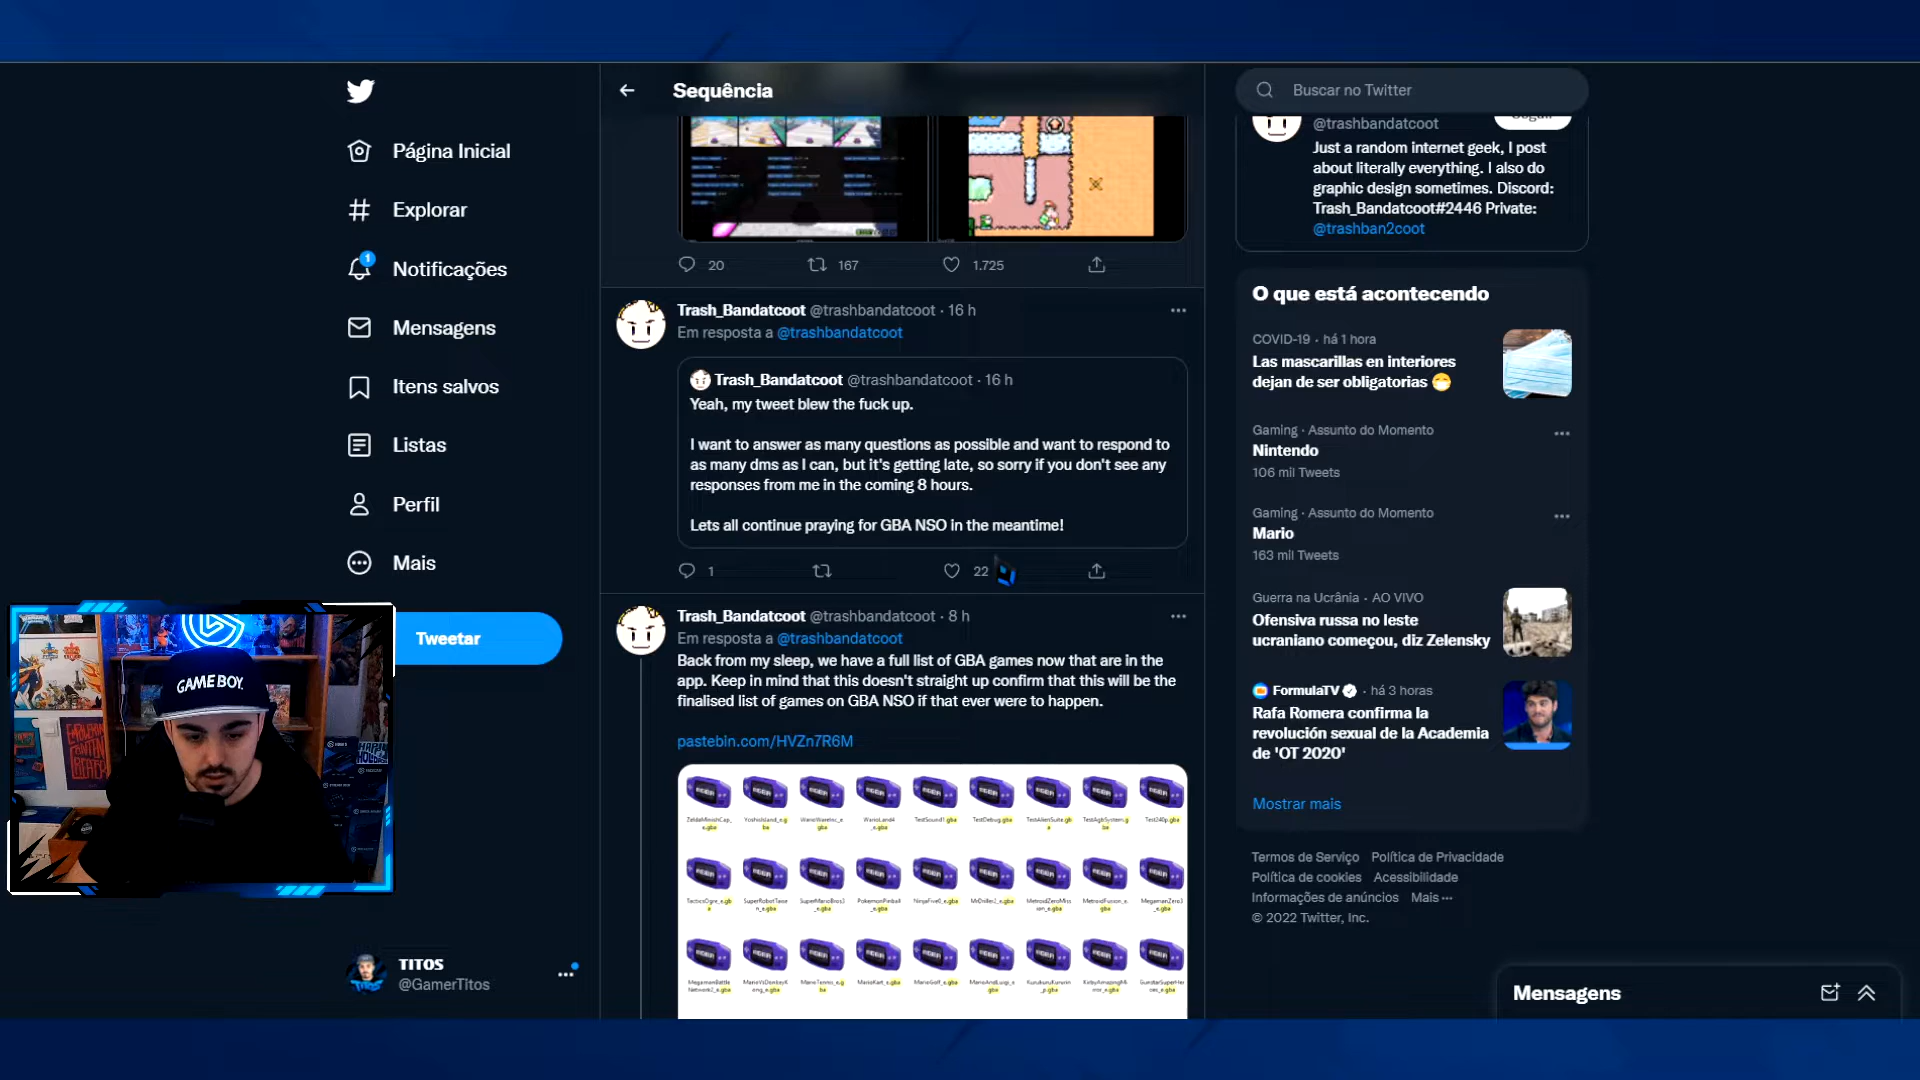 Sequência
Buscar no Twitter
Página Inicial
Explorar
1
Notificações
Mensagens
Itens salvos
Listas
Perfil
Mais
Tweetar
GAME BOY
TITOS
@GamerTitos
20
167
1.725
Trash_Bandatcoot @trashbandatcoot · 16 h
Em resposta a @trashbandatcoot
Trash_Bandatcoot @trashbandatcoot · 16 h
Yeah, my tweet blew the fuck up.
I want to answer as many questions as possible and want to respond to
as many dms as I can, but it's getting late, so sorry if you don't see any
responses from me in the coming 8 hours.
Lets all continue praying for GBA NSO in the meantime!
1
22
Trash_Bandatcoot @trashbandatcoot · 8 h
Em resposta a @trashbandatcoot
Back from my sleep, we have a full list of GBA games now that are in the
app. Keep in mind that this doesn't straight up confirm that this will be the
finalised list of games on GBA NSO if that ever were to happen.
pastebin.com/HVZn7R6M
@trashbandatcoot
Just a random internet geek, I post
about literally everything. I also do
graphic design sometimes. Discord:
Trash_Bandatcoot#2446 Private:
@trashban2coot
O que está acontecendo
COVID-19 · há 1 hora
Las mascarillas en interiores
dejan de ser obligatorias
Gaming · Assunto do Momento
Nintendo
106 mil Tweets
Gaming · Assunto do Momento
Mario
163 mil Tweets
Guerra na Ucrânia · AO VIVO
Ofensiva russa no leste
ucraniano começou, diz Zelensky
FormulaTV · há 3 horas
Rafa Romera confirma la
revolución sexual de la Academia
de 'OT 2020'
Mostrar mais
Termos de Serviço Política de Privacidade
Política de cookies Acessibilidade
Informações de anúncios Mais
© 2022 Twitter, Inc.
Mensagens